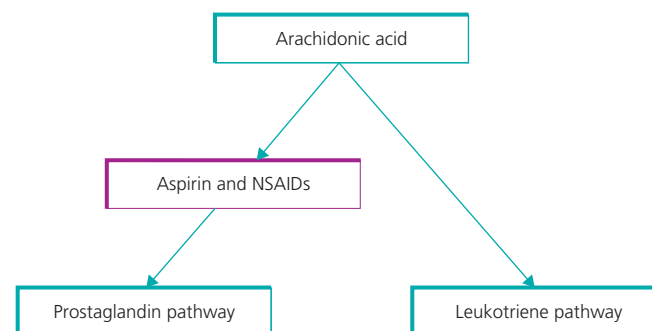 Arachidonic acid
Aspirin and NSAIDs
Prostaglandin pathway
Leukotriene pathway